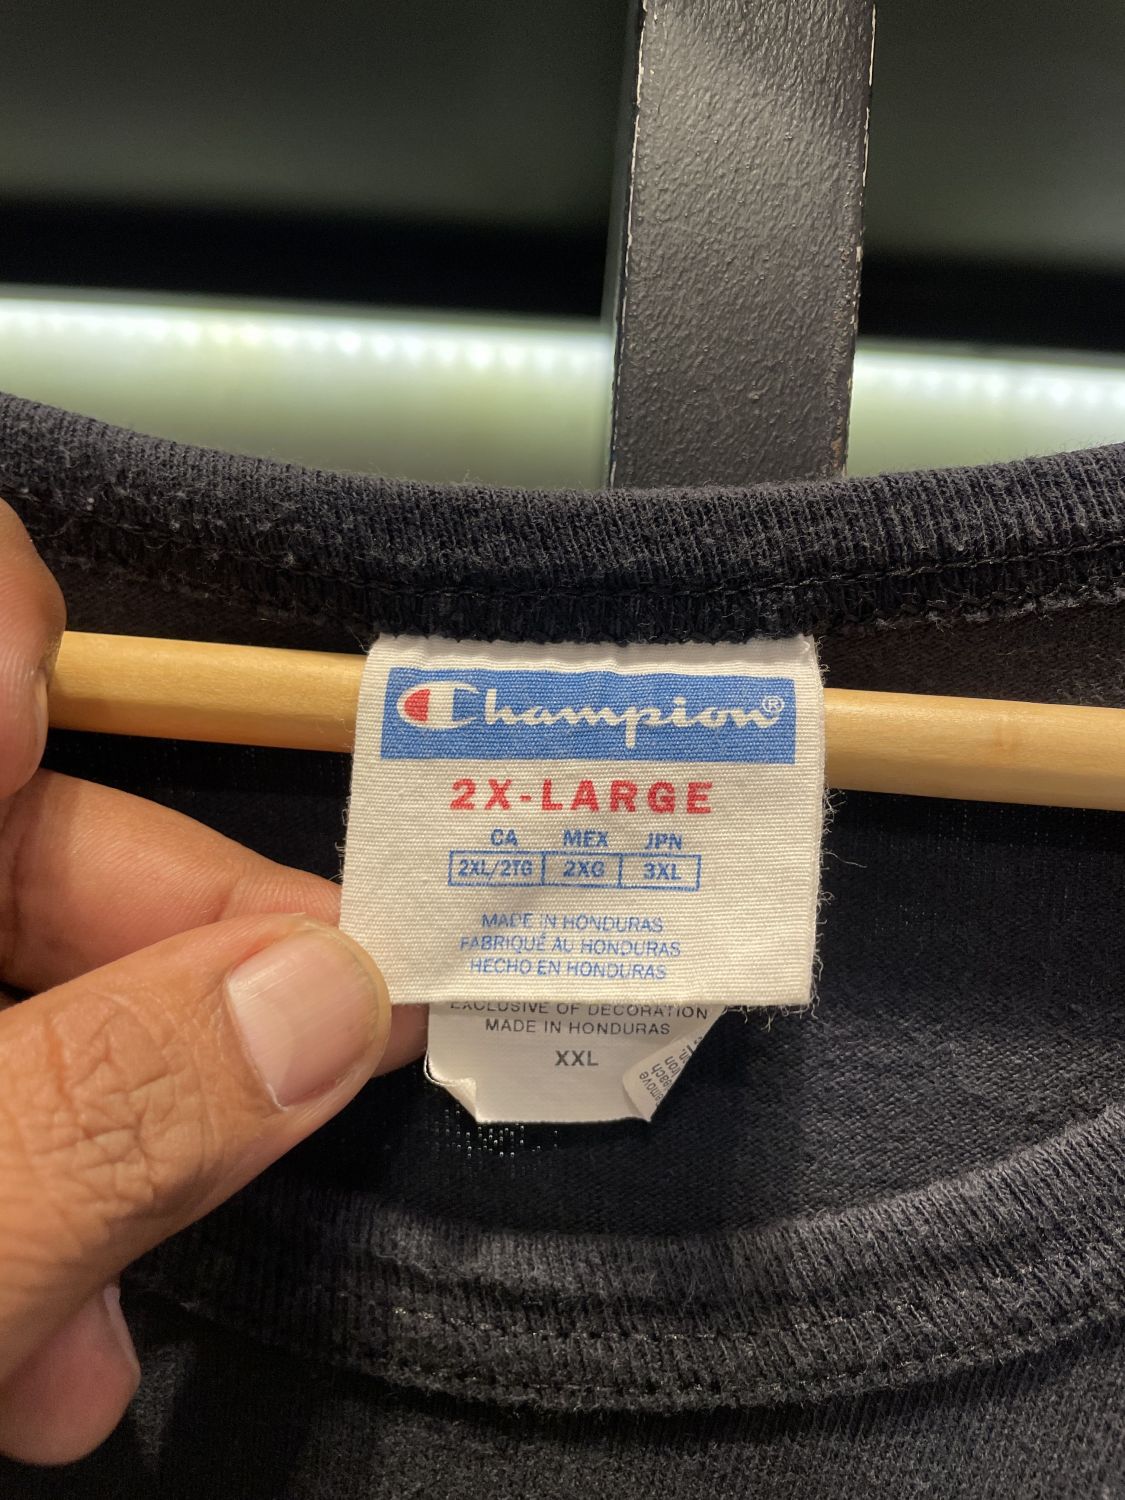 Champion®
2X-LARGE
CA MEX JPN
2XL/2TG 2XG 3XL
MADE IN HONDURAS
FABRIQUÉ AU HONDURAS
HECHO EN HONDURAS
EXCLUSIVE OF DECORATION
MADE IN HONDURAS
XXL